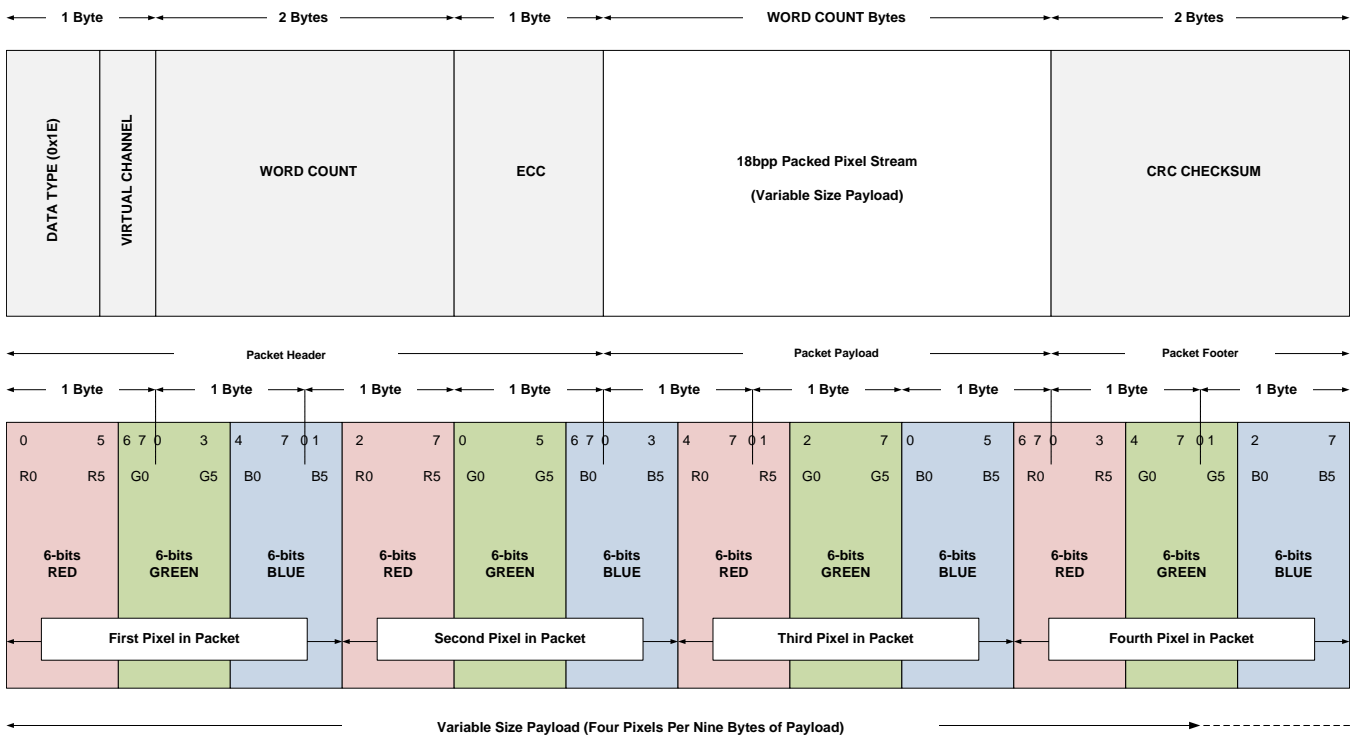 1 Byte 2 Bytes 1 Byte WORD COUNT Bytes 2 Bytes
DATA TYPE (0x1E)
VIRTUAL CHANNEL
WORD COUNT
ECC
18bpp Packed Pixel Stream
(Variable Size Payload)
CRC CHECKSUM
Packet Header Packet Payload Packet Footer
1 Byte 1 Byte 1 Byte 1 Byte 1 Byte 1 Byte 1 Byte 1 Byte 1 Byte
0 5 6 7 0 3 4 7 0 1 2 7 0 5 6 7 0 3 4 7 0 1 2 7 0 5 6 7 0 3 4 7 0 1 2 7
R0 R5 G0 G5 B0 B5 R0 R5 G0 G5 B0 B5 R0 R5 G0 G5 B0 B5 R0 R5 G0 G5 B0 B5
6-bits 6-bits 6-bits 6-bits 6-bits 6-bits 6-bits 6-bits 6-bits 6-bits 6-bits 6-bits
RED GREEN BLUE RED GREEN BLUE RED GREEN BLUE RED GREEN BLUE
First Pixel in Packet Second Pixel in Packet Third Pixel in Packet Fourth Pixel in Packet
Variable Size Payload (Four Pixels Per Nine Bytes of Payload)